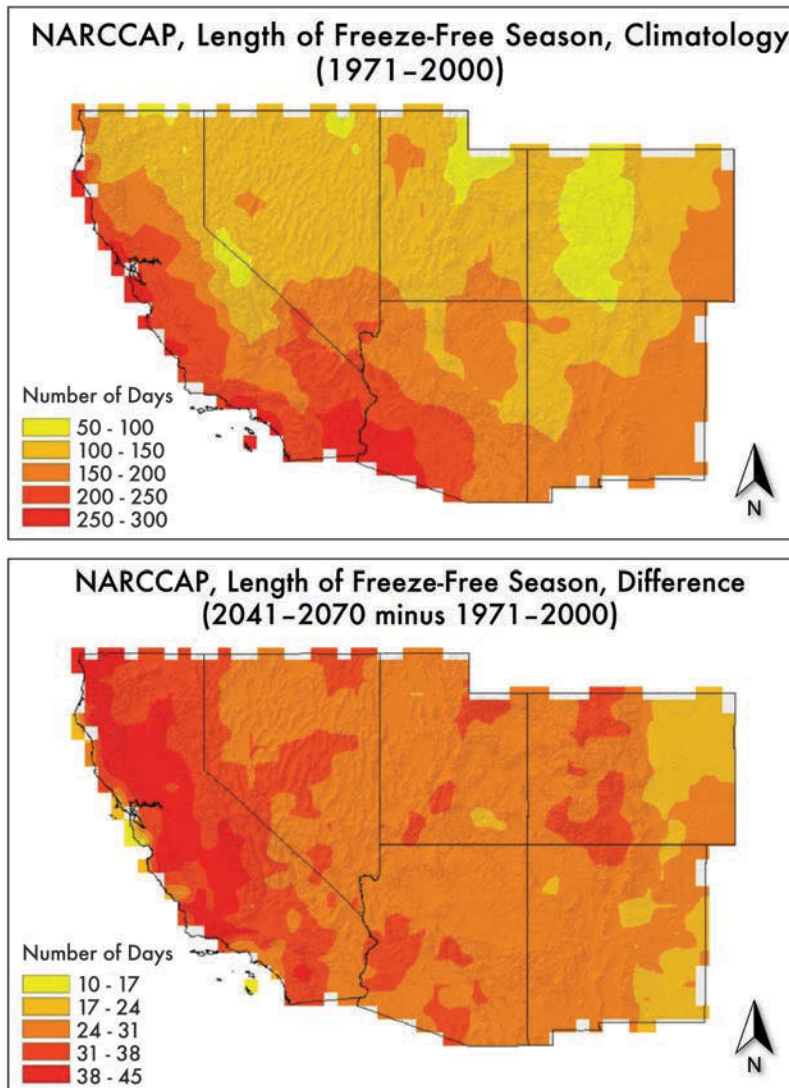 NARCCAP, Length of Freeze-Free Season, Climatology
(1971–2000)
Number of Days
50 - 100
100 - 150
150 - 200
200 - 250
250 - 300
N
NARCCAP, Length of Freeze-Free Season, Difference
(2041–2070 minus 1971–2000)
Number of Days
10 - 17
17 - 24
24 - 31
31 - 38
38 - 45
N